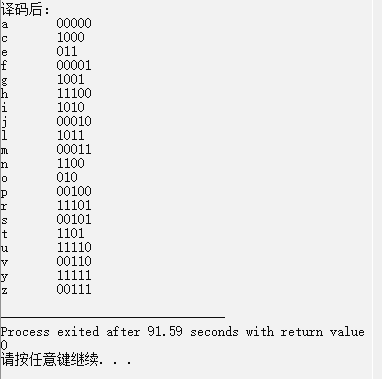 译码后：
a 00000
c 1000
e 011
f 00001
g 1001
h 11100
i 1010
j 00010
l 1011
m 00011
n 1100
o 010
p 00100
r 11101
s 00101
t 1101
u 11110
v 00110
y 11111
z 00111
Process exited after 91.59 seconds with return value
0
请按任意键继续. . .